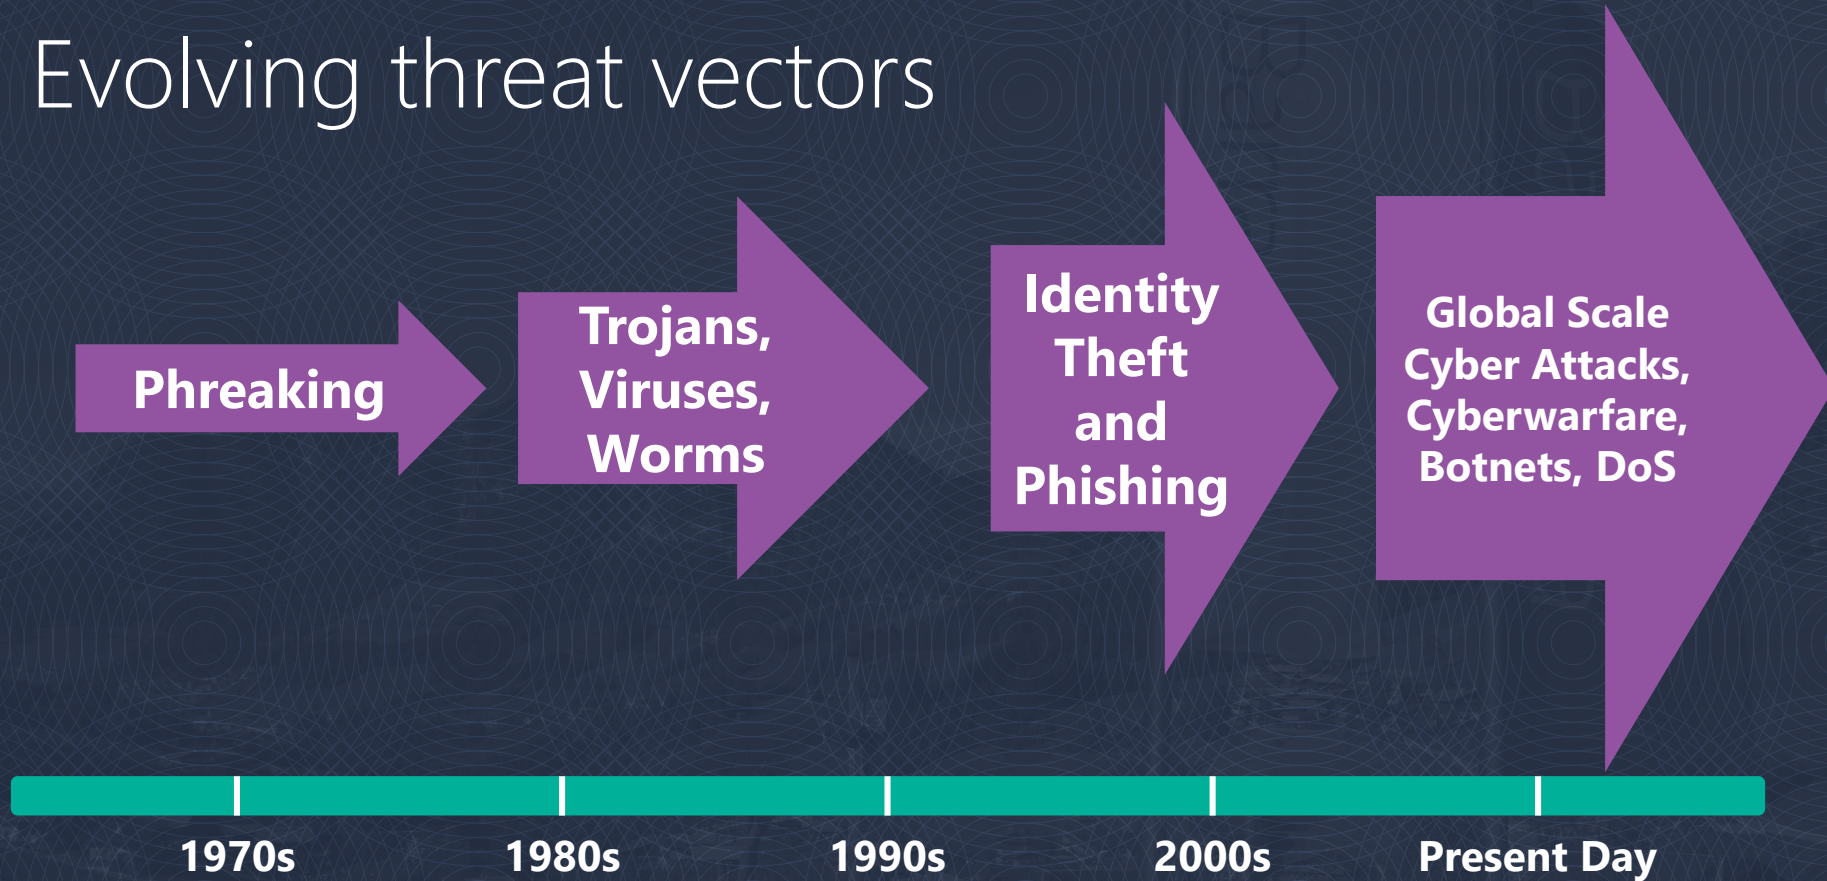 Evolving threat vectors
Phreaking
Trojans,
Viruses,
Worms
Identity
Theft
and
Phishing
Global Scale
Cyber Attacks,
Cyberwarfare,
Botnets, DoS
1970s
1980s
1990s
2000s
Present Day